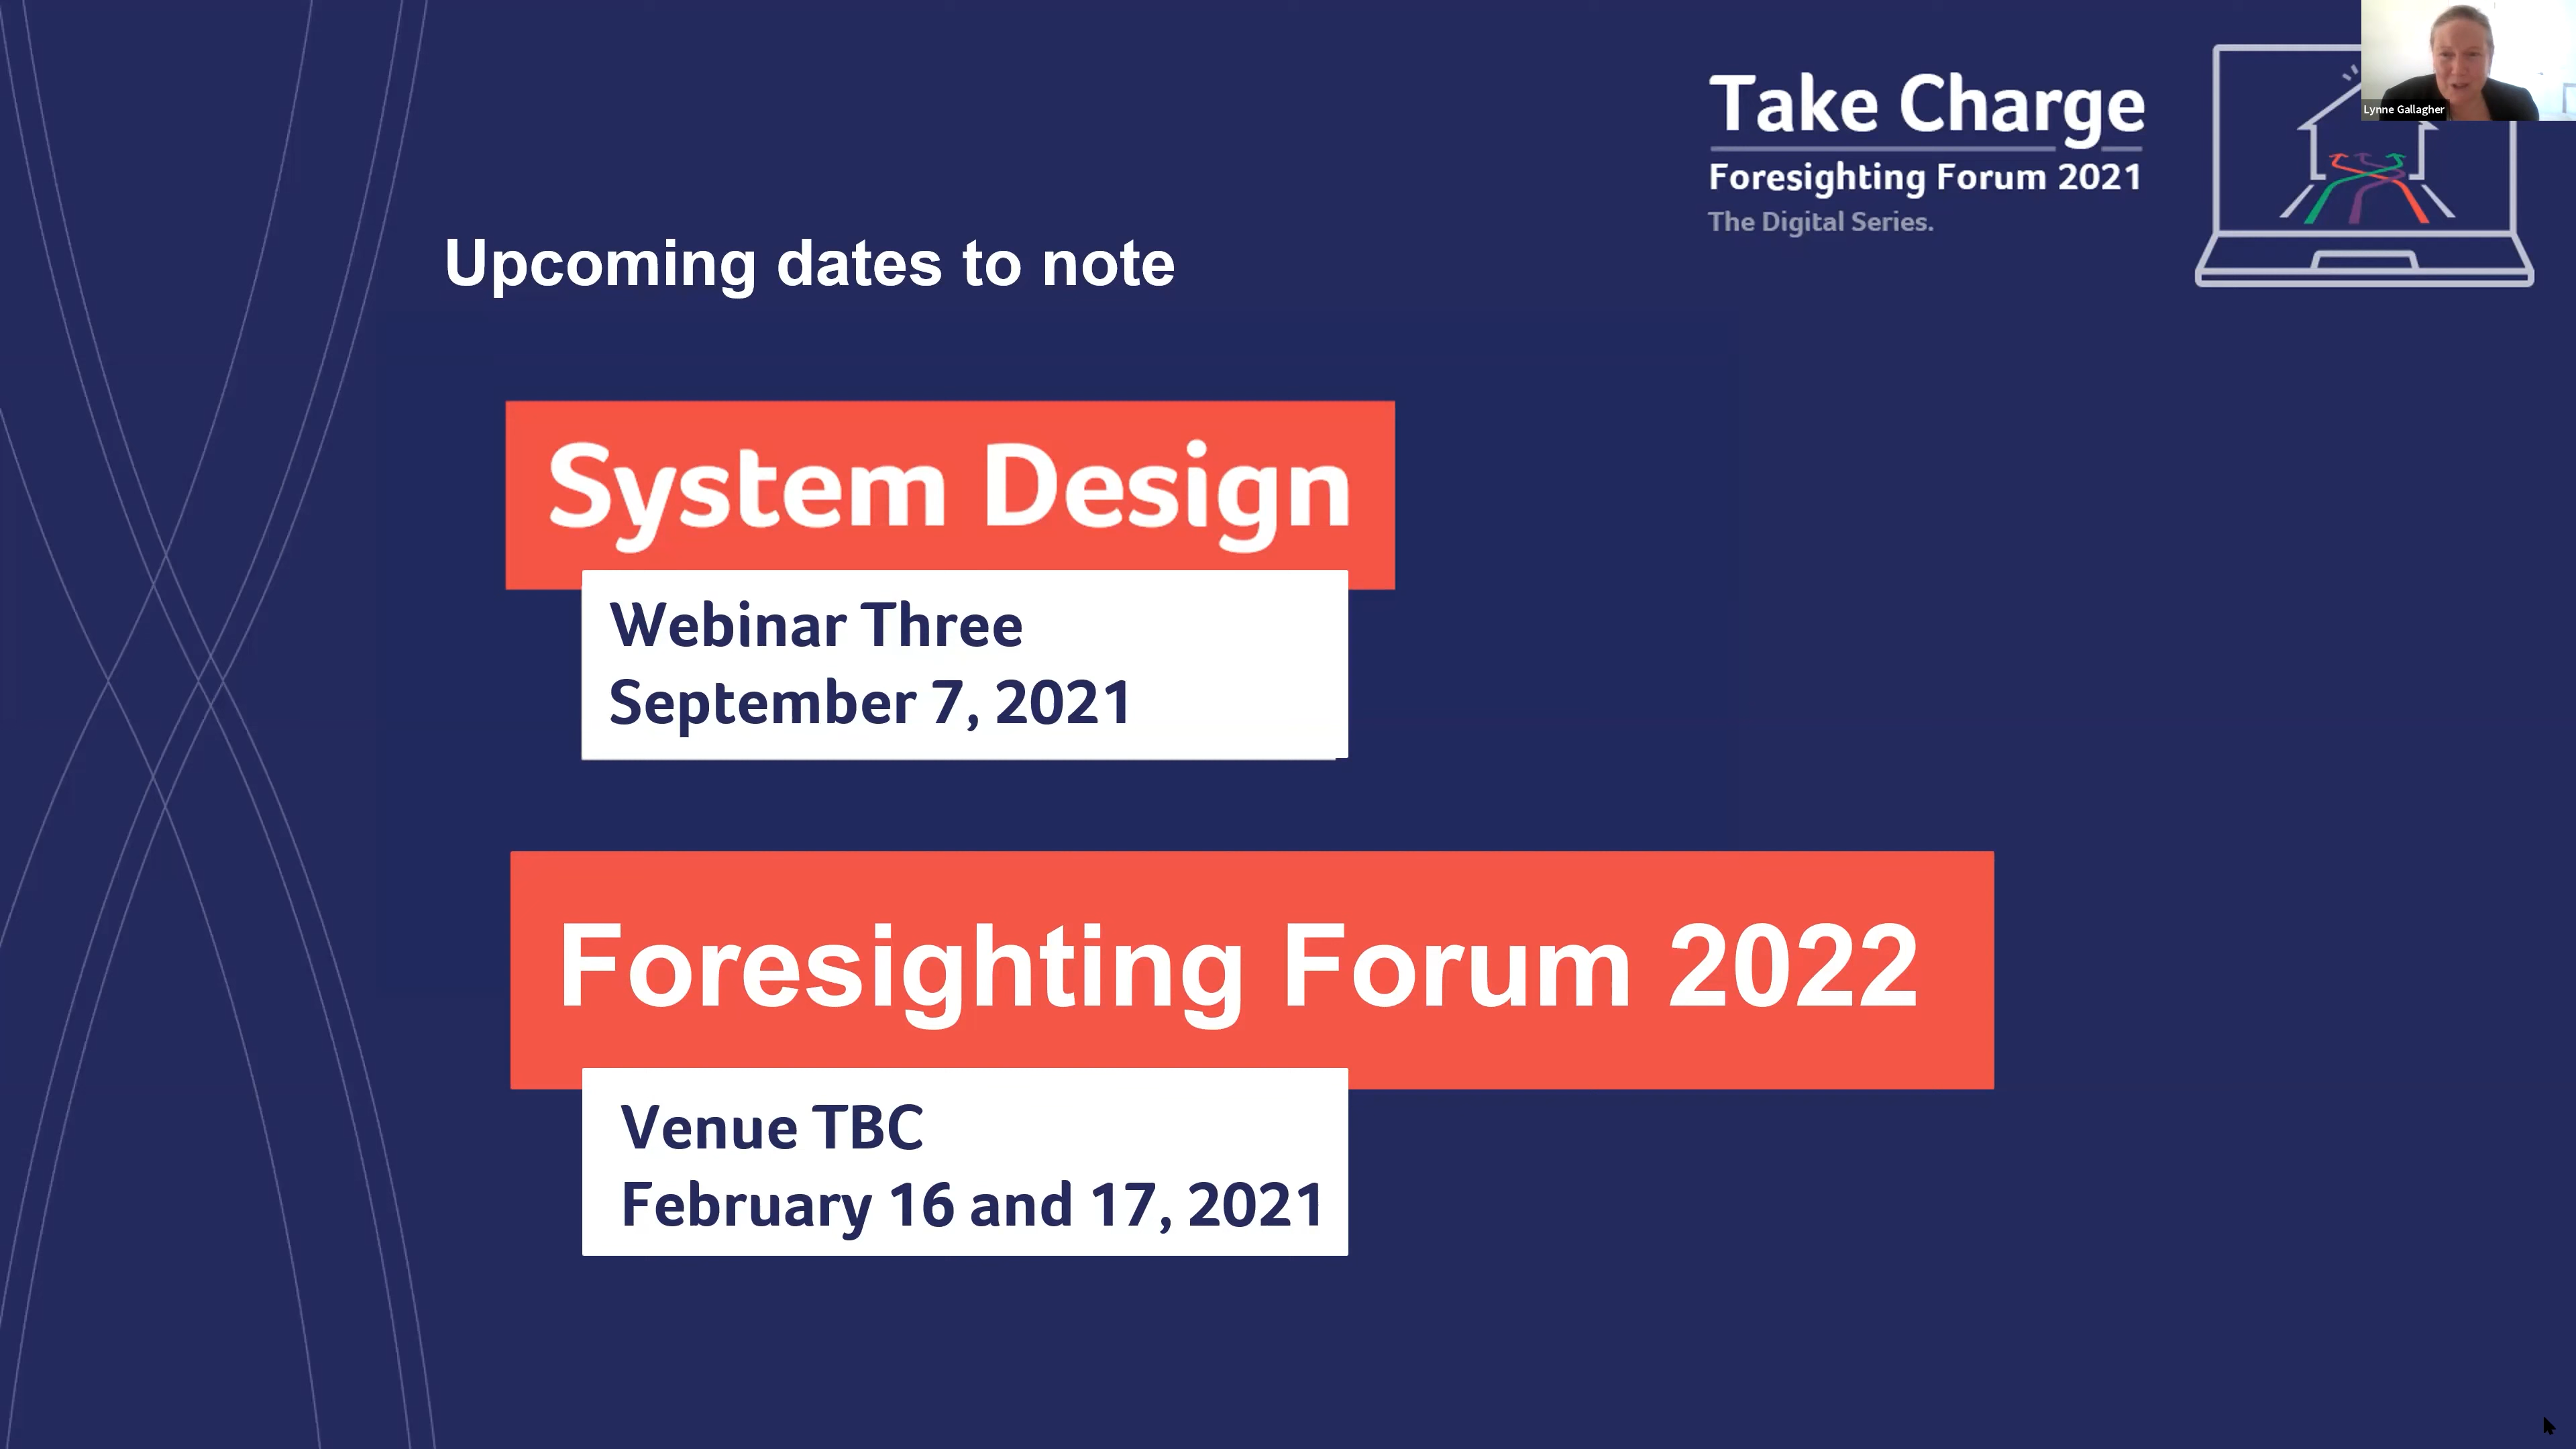 Take Charge
Foresighting Forum 2021
The Digital Series.
Lynne Gallagher
Upcoming dates to note
System Design
Webinar Three
September 7, 2021
Foresighting Forum 2022
Venue TBC
February 16 and 17, 2021